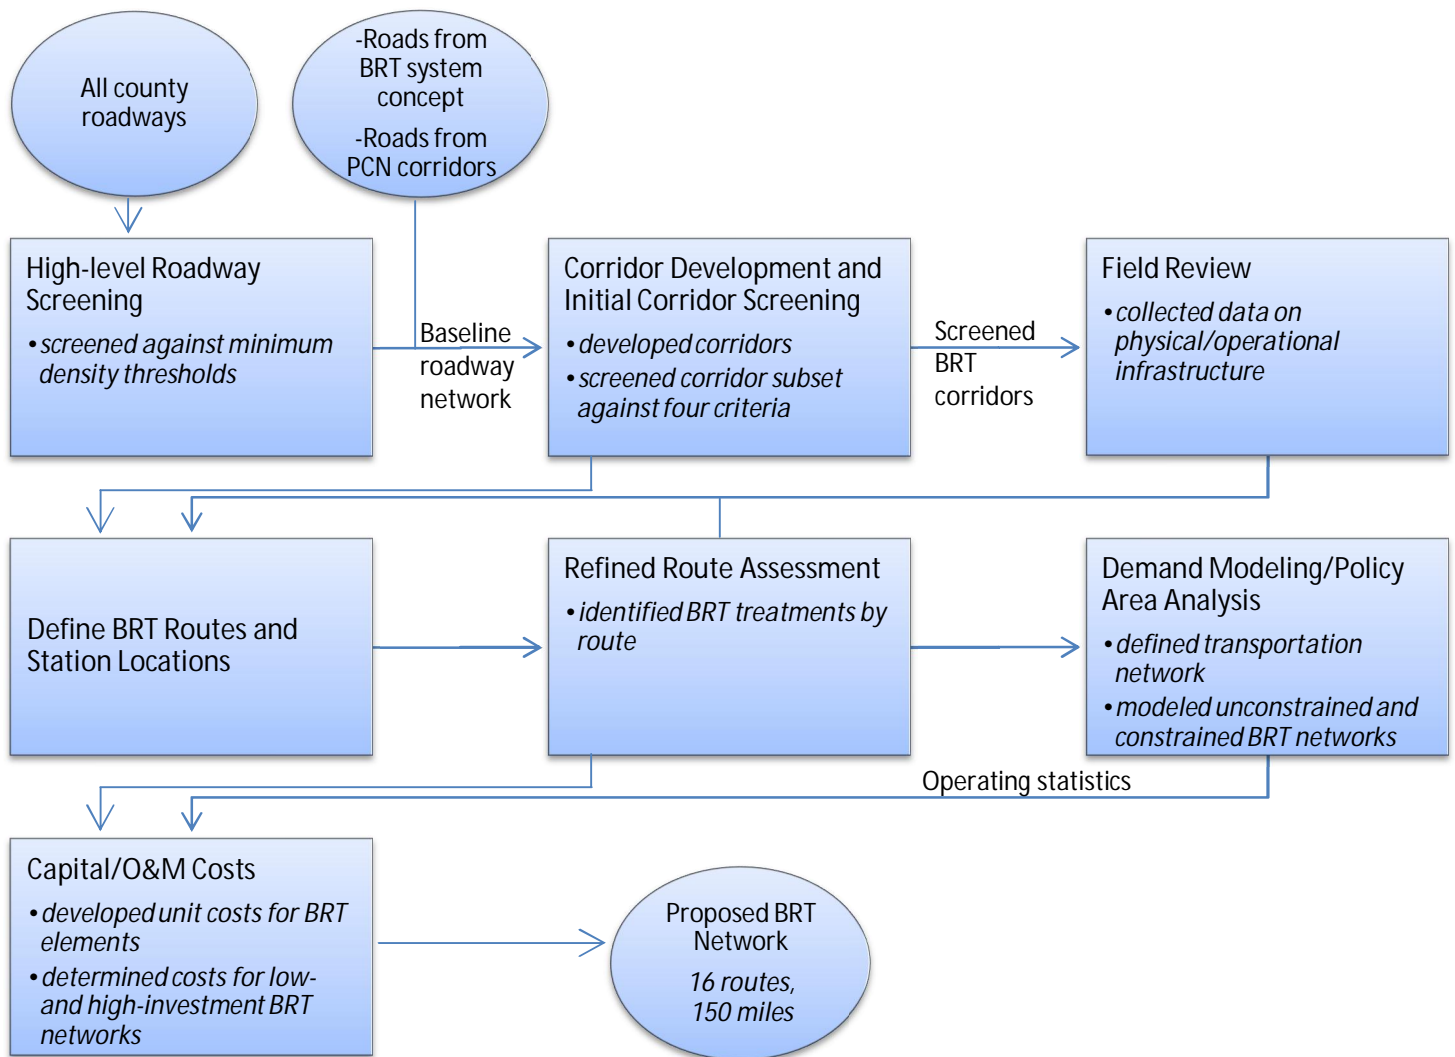 All county
roadways
-Roads from
BRT system
concept
-Roads from
PCN corridors
High-level Roadway
Screening
• screened against minimum
density thresholds
Baseline
roadway
network
Corridor Development and
Initial Corridor Screening
• developed corridors
• screened corridor subset
against four criteria
Screened
BRT
corridors
Field Review
• collected data on
physical/operational
infrastructure
Define BRT Routes and
Station Locations
Refined Route Assessment
• identified BRT treatments by
route
Demand Modeling/Policy
Area Analysis
• defined transportation
network
• modeled unconstrained and
constrained BRT networks
Operating statistics
Capital/O&M Costs
• developed unit costs for BRT
elements
• determined costs for low-
and high-investment BRT
networks
Proposed BRT
Network
16 routes,
150 miles